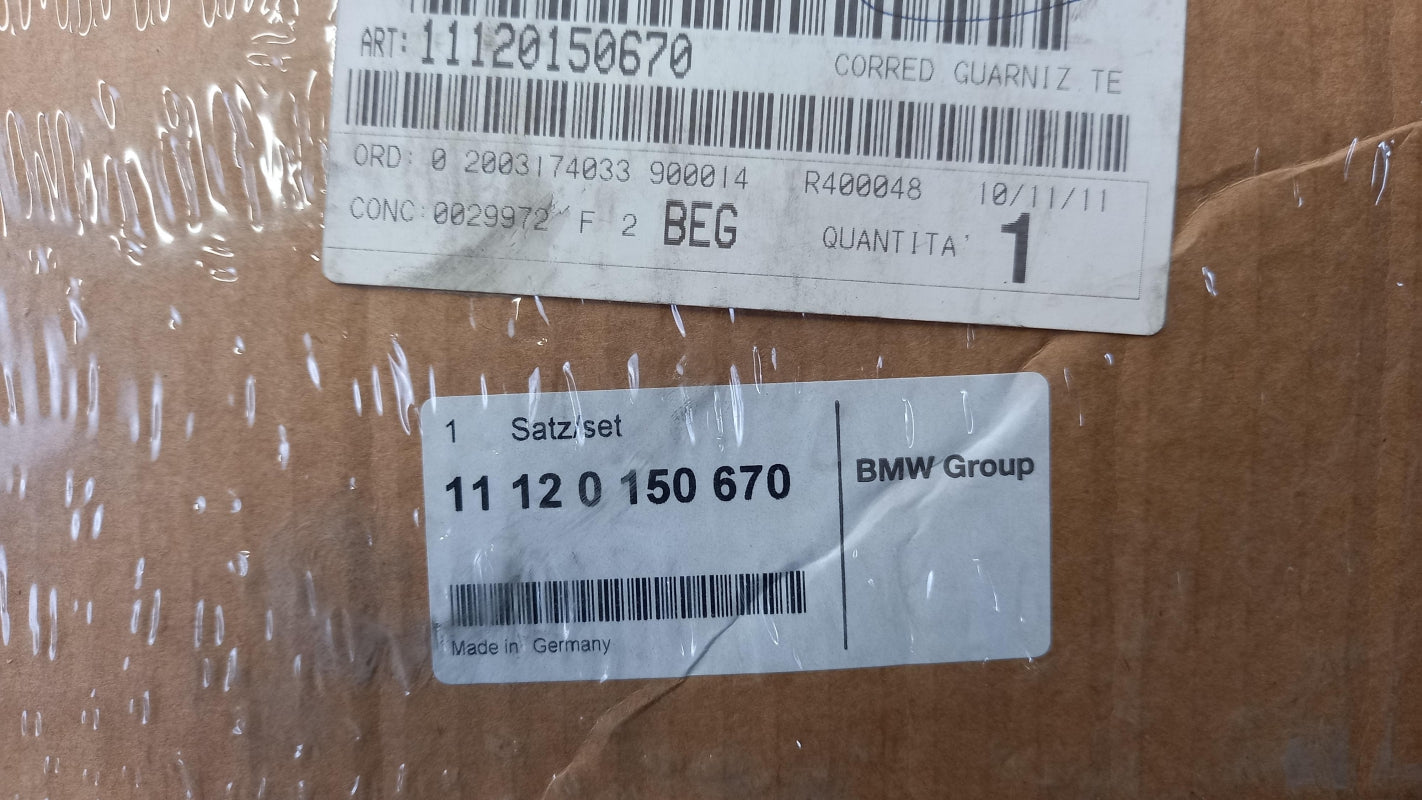 ART: 11120150670
CORRED GUARNIZ.TE
ORD: 0 2003174033 900014 R400048 10/11/11
CONC:0029972 F 2 BEG QUANTITA' 1
1 Satz/set
11 12 0 150 670
BMW Group
Made in Germany